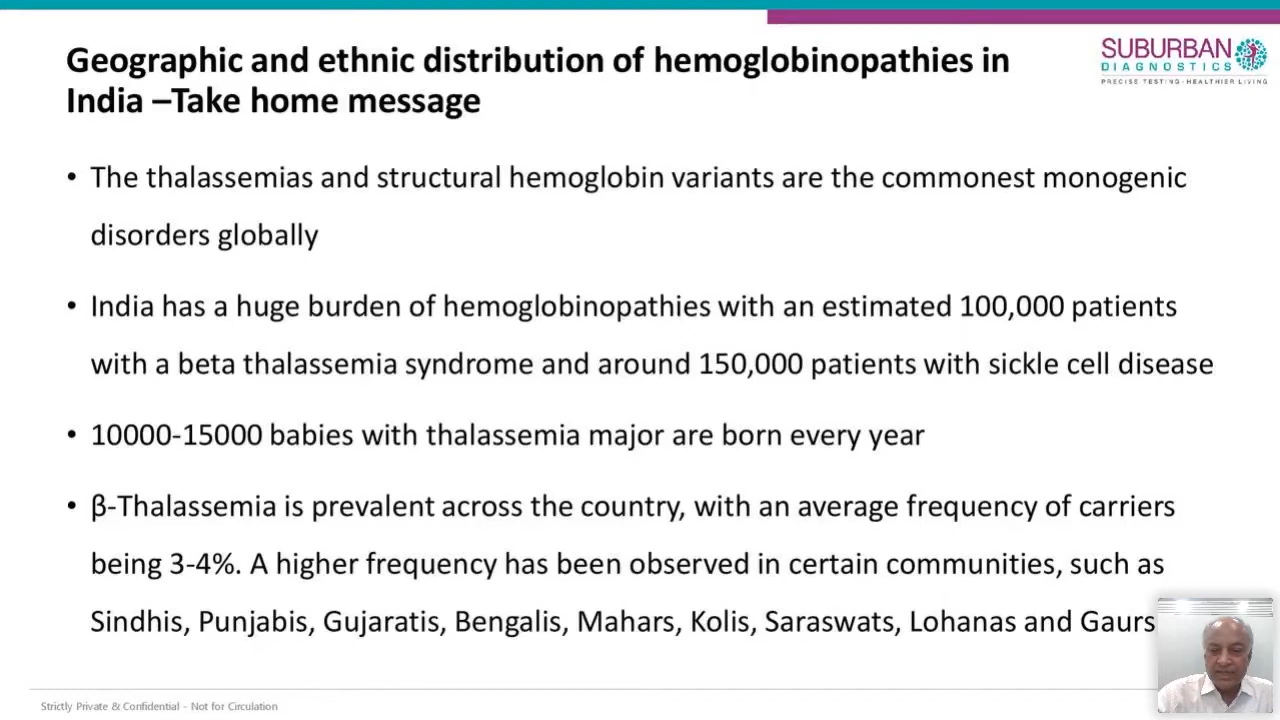 Geographic and ethnic distribution of hemoglobinopathies in
India –Take home message
SUBURBAN
DIAGNOSTICS
PRECISE TESTING - HEALTHIER LIVING
• The thalassemias and structural hemoglobin variants are the commonest monogenic
disorders globally
• India has a huge burden of hemoglobinopathies with an estimated 100,000 patients
with a beta thalassemia syndrome and around 150,000 patients with sickle cell disease
• 10000-15000 babies with thalassemia major are born every year
• β-Thalassemia is prevalent across the country, with an average frequency of carriers
being 3-4%. A higher frequency has been observed in certain communities, such as
Sindhis, Punjabis, Gujaratis, Bengalis, Mahars, Kolis, Saraswats, Lohanas and Gaurs
Strictly Private & Confidential - Not for Circulation